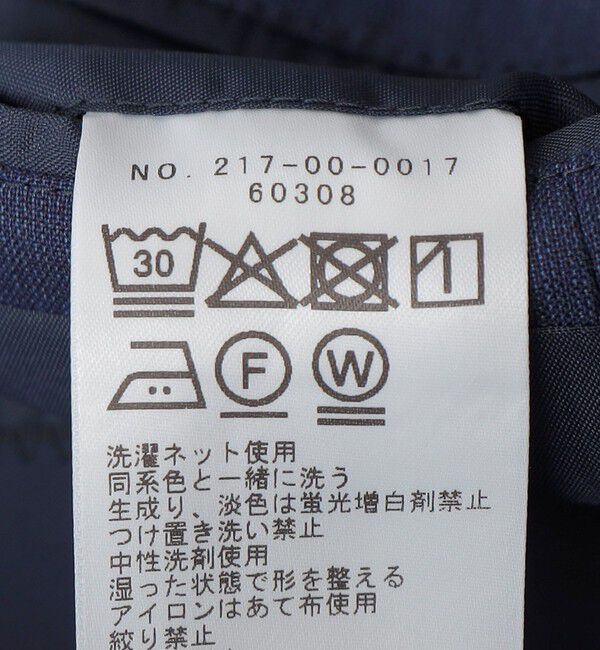 NO. 217-00-0017
60308
30
F W
洗濯ネット使用
同系色と一緒に洗う
生成り、淡色は蛍光増白剤禁止
つけ置き洗い禁止
中性洗剤使用
湿った状態で形を整える
アイロンはあて布使用
絞り禁止